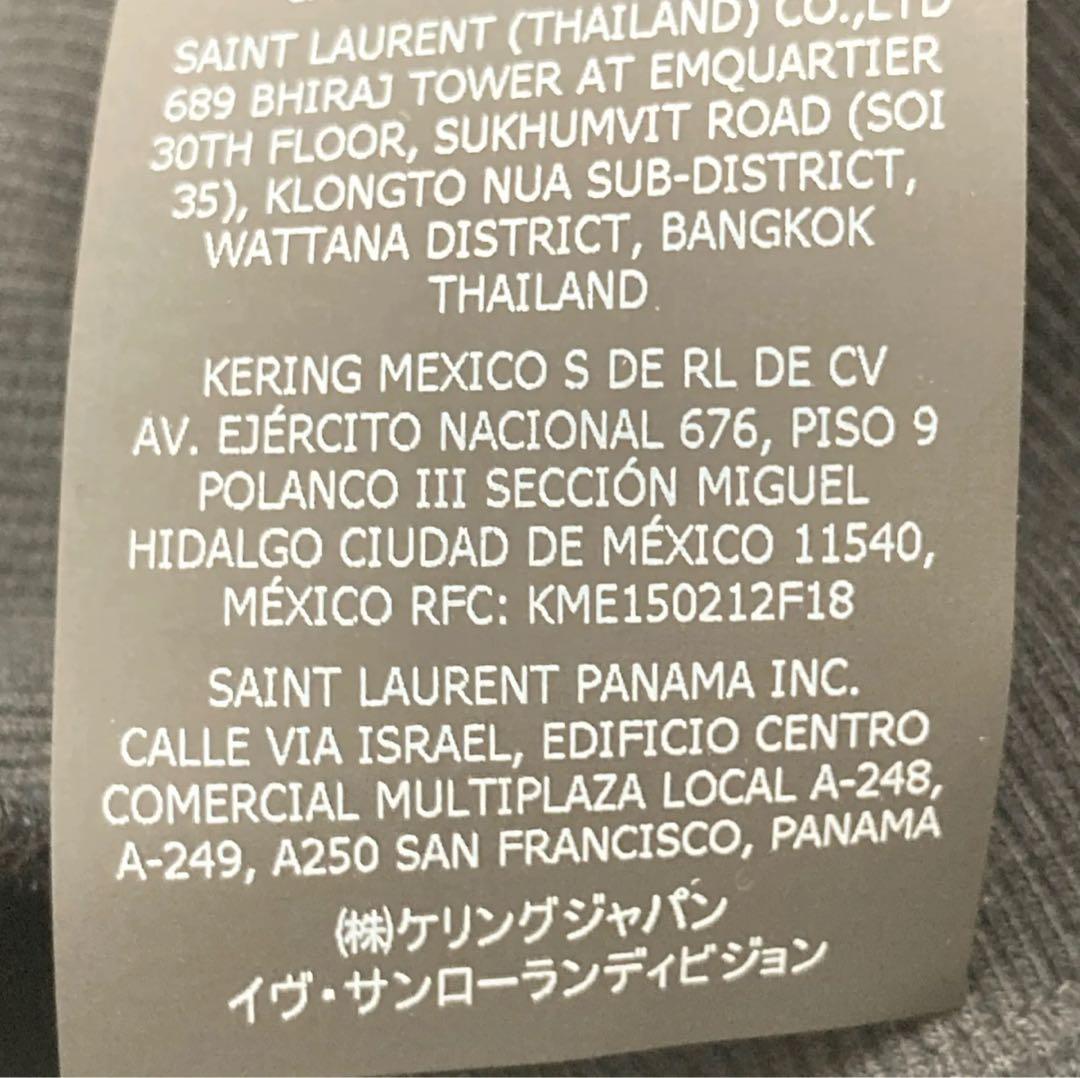 SAINT LAURENT (THAILAND) CO.,LTD
689 BHIRAJ TOWER AT EMQUARTIER
30TH FLOOR, SUKHUMVIT ROAD (SOI
35), KLONGTO NUA SUB-DISTRICT,
WATTANA DISTRICT, BANGKOK
THAILAND
KERING MEXICO S DE RL DE CV
AV. EJÉRCITO NACIONAL 676, PISO 9
POLANCO III SECCIÓN MIGUEL
HIDALGO CIUDAD DE MÉXICO 11540,
MÉXICO RFC: KME150212F18
SAINT LAURENT PANAMA INC.
CALLE VIA ISRAEL, EDIFICIO CENTRO
COMERCIAL MULTIPLAZA LOCAL A-248,
A-249, A250 SAN FRANCISCO, PANAMA
(株)ケリングジャパン
イヴ・サンローランディビジョン